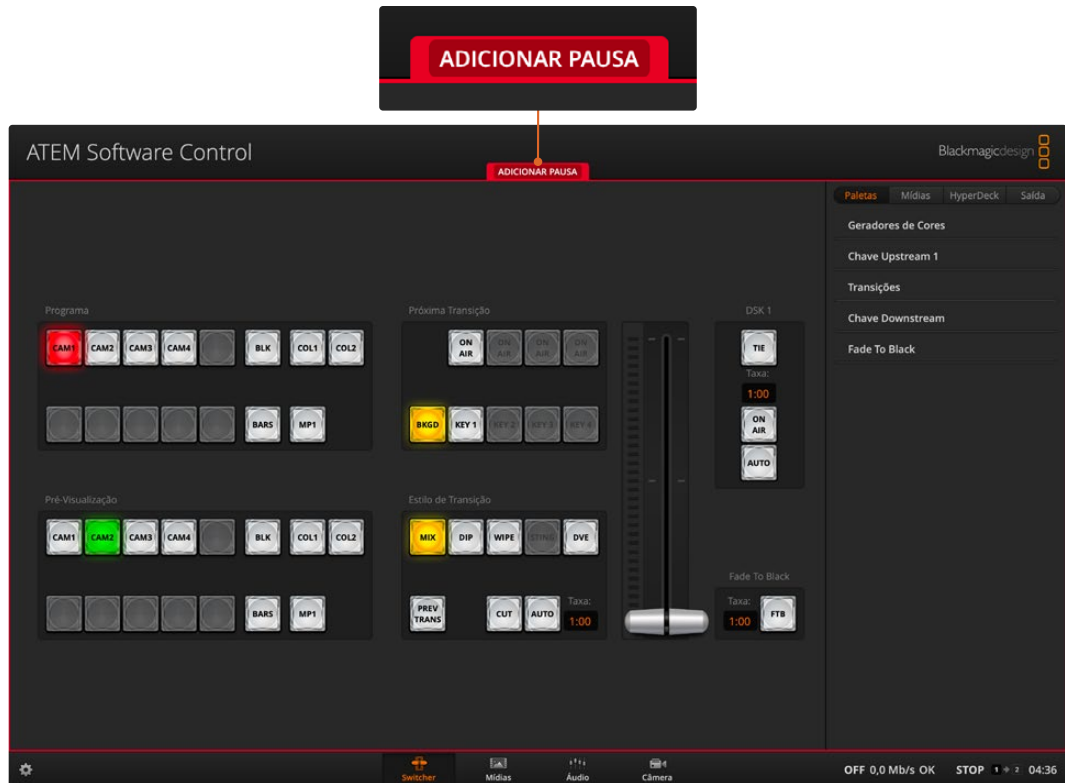 ADICIONAR PAUSA
ATEM Software Control
Blackmagicdesign
ADICIONAR PAUSA
Paletas Mídias HyperDeck Saída
Geradores de Cores
Chave Upstream 1
Transições
Chave Downstream
Fade To Black
Programa
CAM1 CAM2 CAM3 CAM4 BLK COL1 COL2
BARS MP1
Próxima Transição
ON AIR ON AIR ON AIR ON AIR
BKGD KEY 1 KEY 2 KEY 3 KEY 4
DSK 1
TIE
Taxa:
1:00
ON AIR
AUTO
Pré-Visualização
CAM1 CAM2 CAM3 CAM4 BLK COL1 COL2
BARS MP1
Estilo de Transição
MIX DIP WIPE STING DVE
PREV TRANS CUT AUTO Taxa: 1:00
Fade To Black
Taxa:
1:00 FTB
Switcher Mídias Áudio Câmera
OFF 0,0 Mb/s OK STOP 1 2 04:36